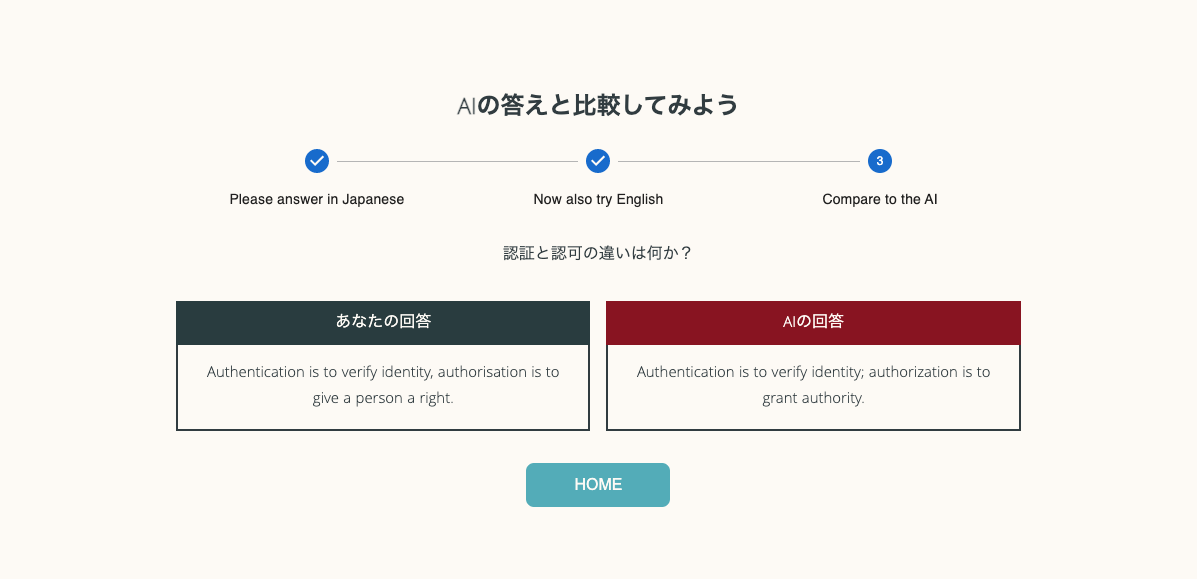 AIの答えと比較してみよう
3
Please answer in Japanese
Now also try English
Compare to the AI
認証と認可の違いは何か？
あなたの回答
Authentication is to verify identity, authorisation is to
give a person a right.
AIの回答
Authentication is to verify identity; authorization is to
grant authority.
HOME